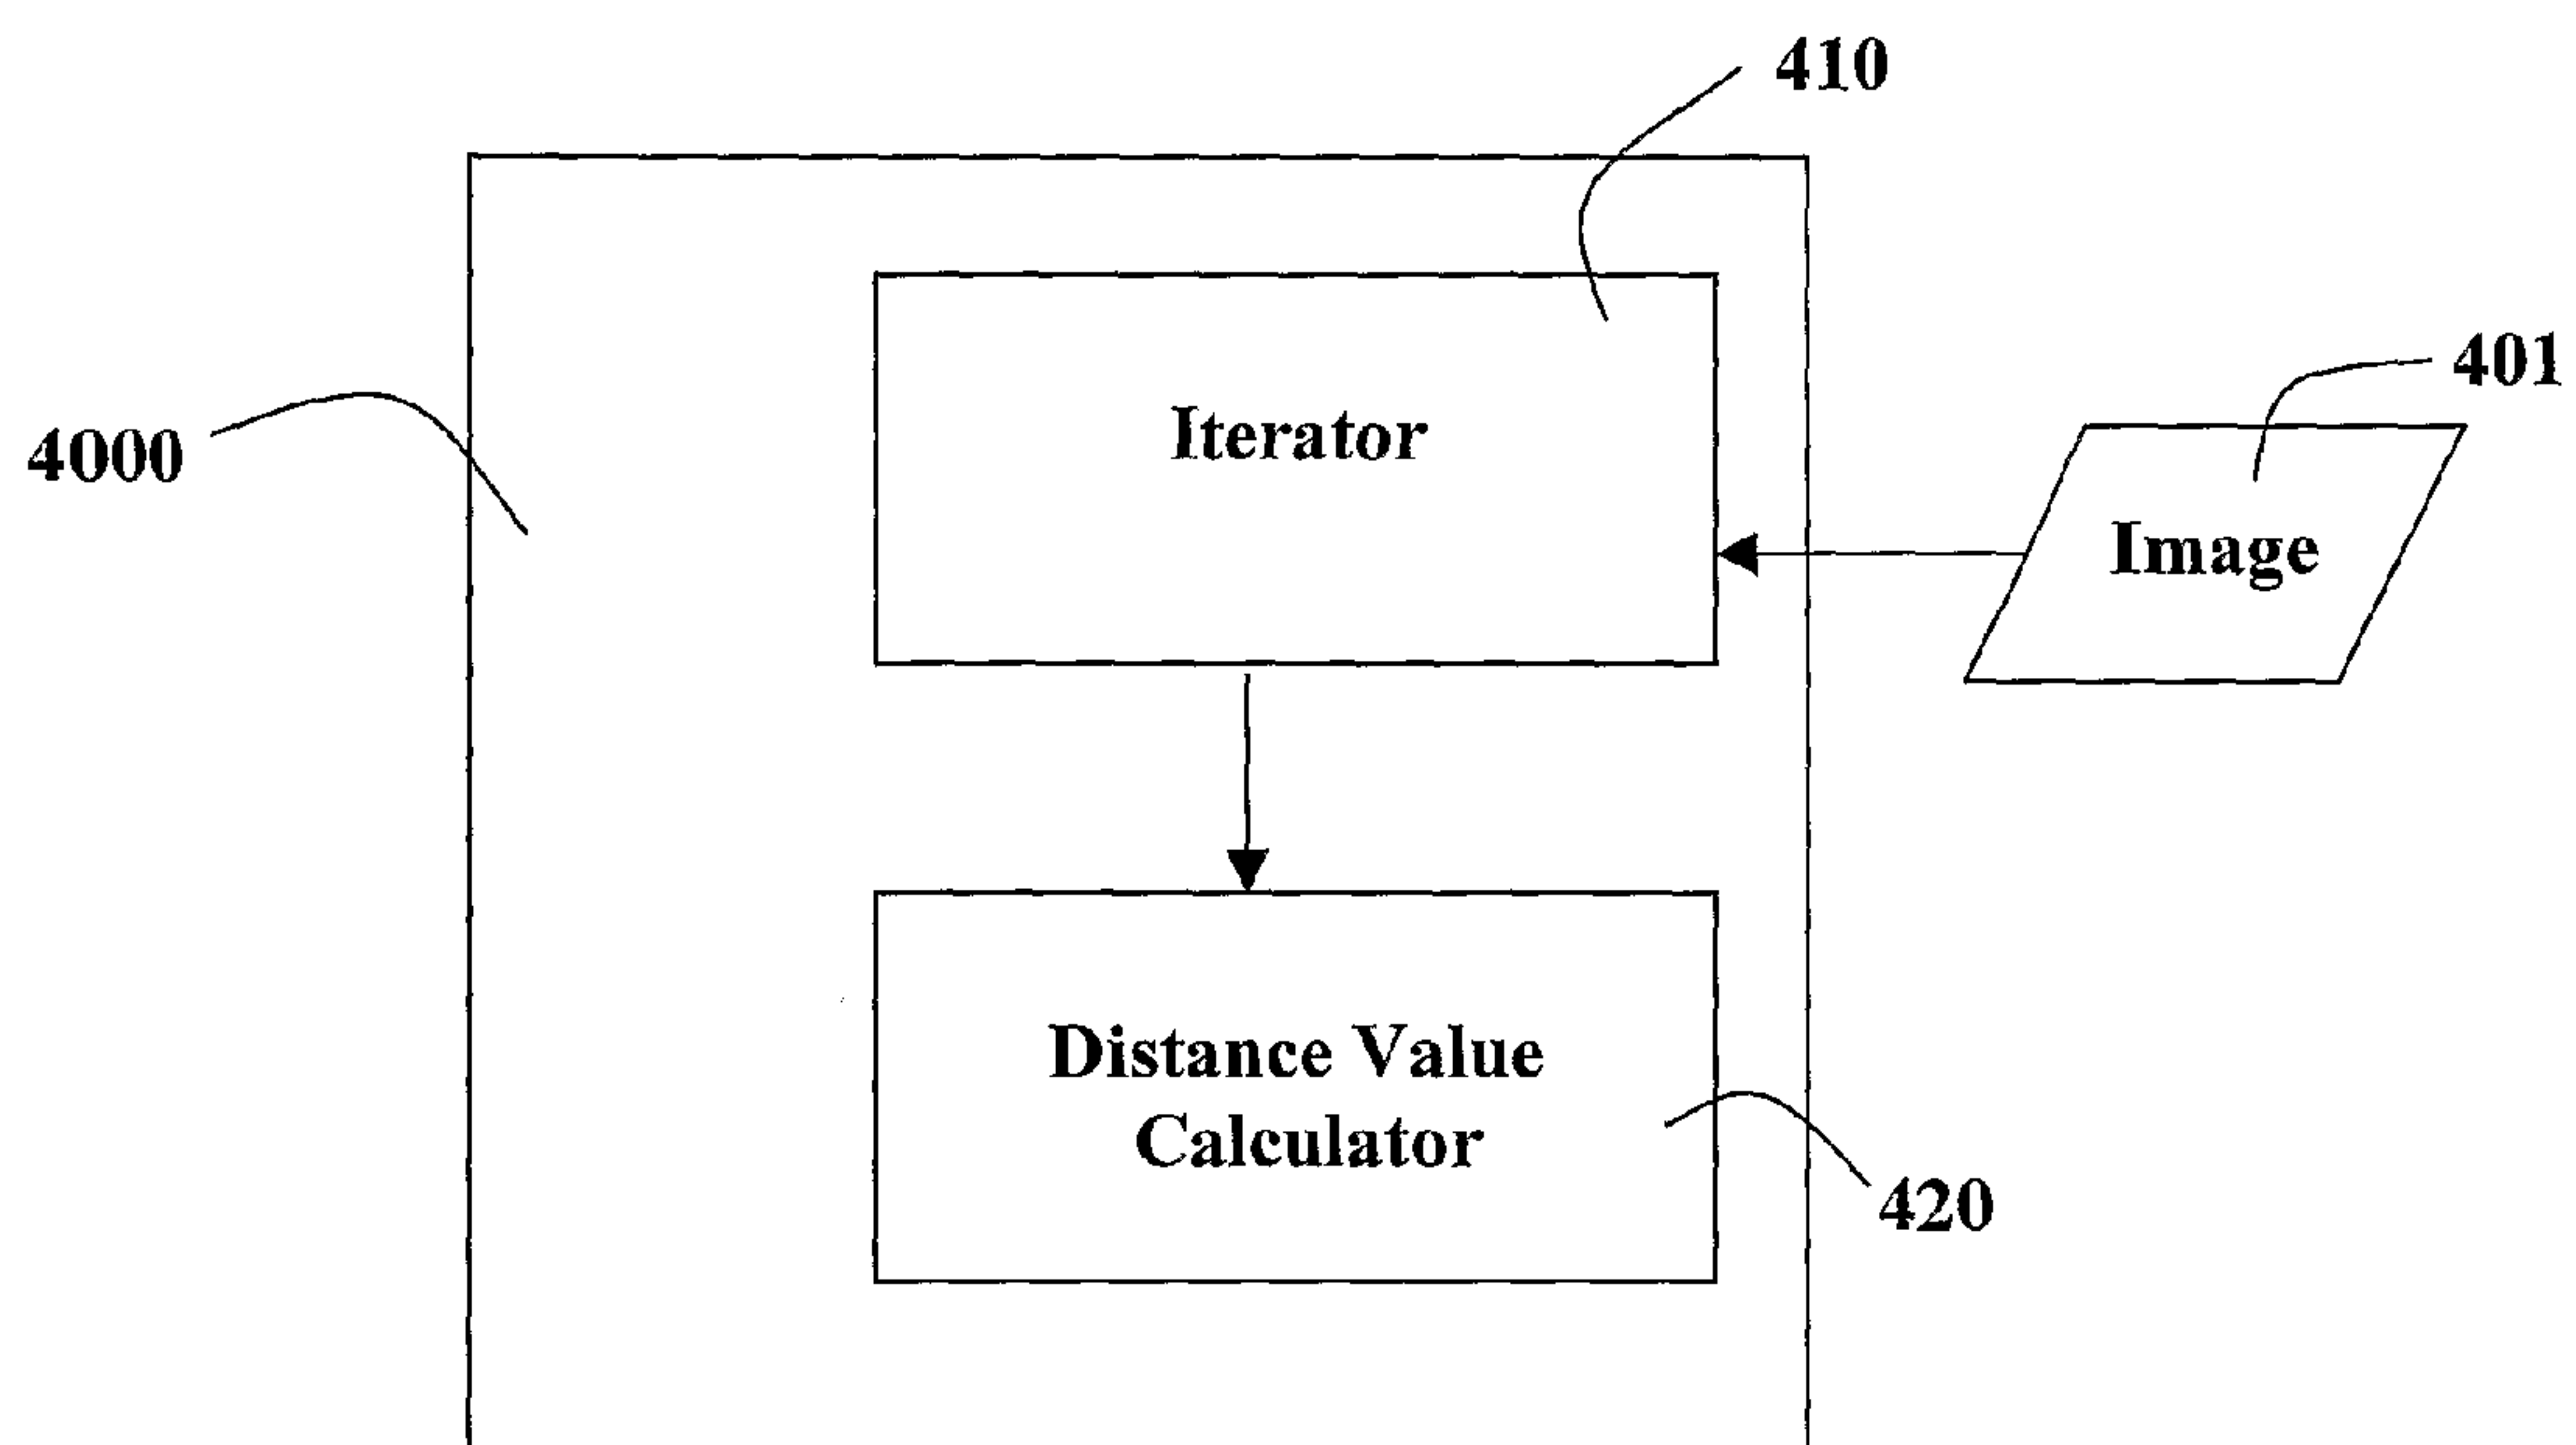 410
401
4000
Iterator
Image
Distance Value
Calculator
420